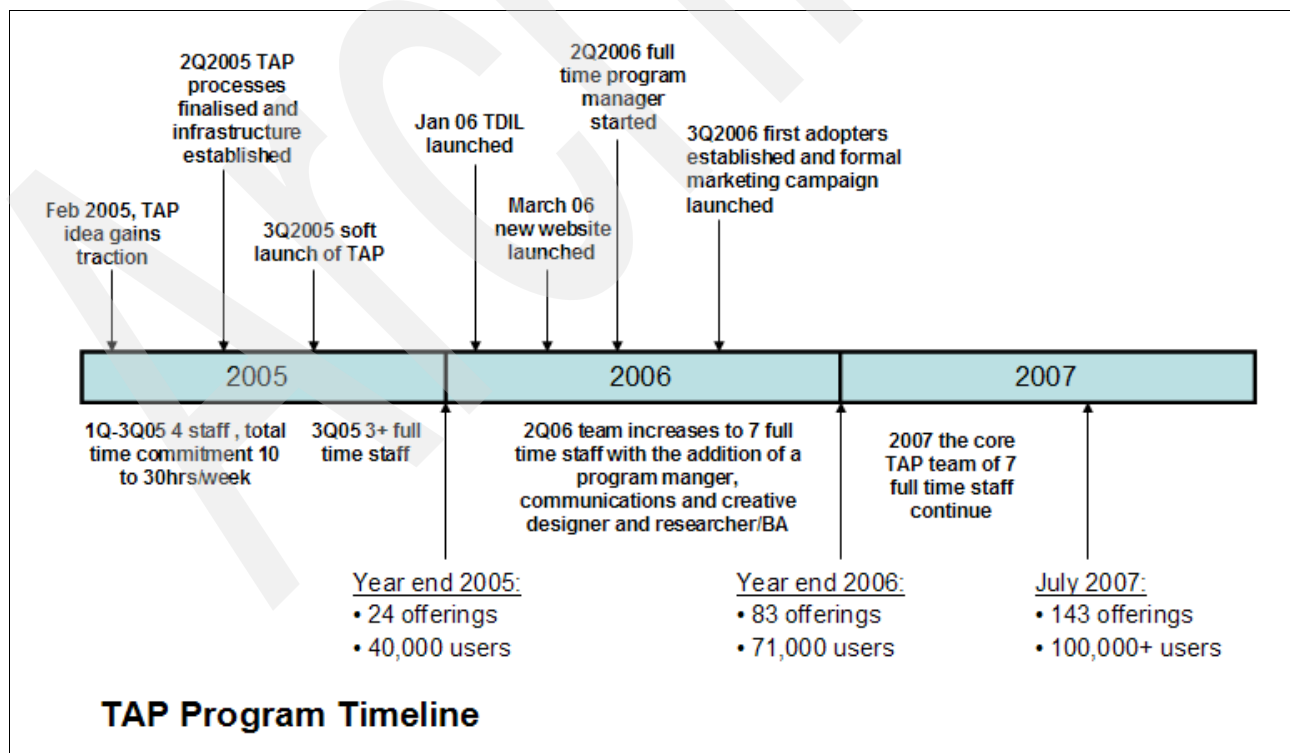 2Q2005 TAP
processes
finalised and
infrastructure
established
2Q2006 full
time program
manager
started
Jan 06 TDIL
launched
3Q2006 first adopters
established and formal
marketing campaign
launched
Feb 2005, TAP
idea gains
traction
3Q2005 soft
launch of TAP
March 06
new website
launched
2005
2006
2007
1Q-3Q05 4 staff , total
time commitment 10
to 30hrs/week
3Q05 3+ full
time staff
2Q06 team increases to 7 full
time staff with the addition of a
program manger,
communications and creative
designer and researcher/BA
2007 the core
TAP team of 7
full time staff
continue
Year end 2005:
• 24 offerings
• 40,000 users
Year end 2006:
• 83 offerings
• 71,000 users
July 2007:
• 143 offerings
• 100,000+ users
TAP Program Timeline